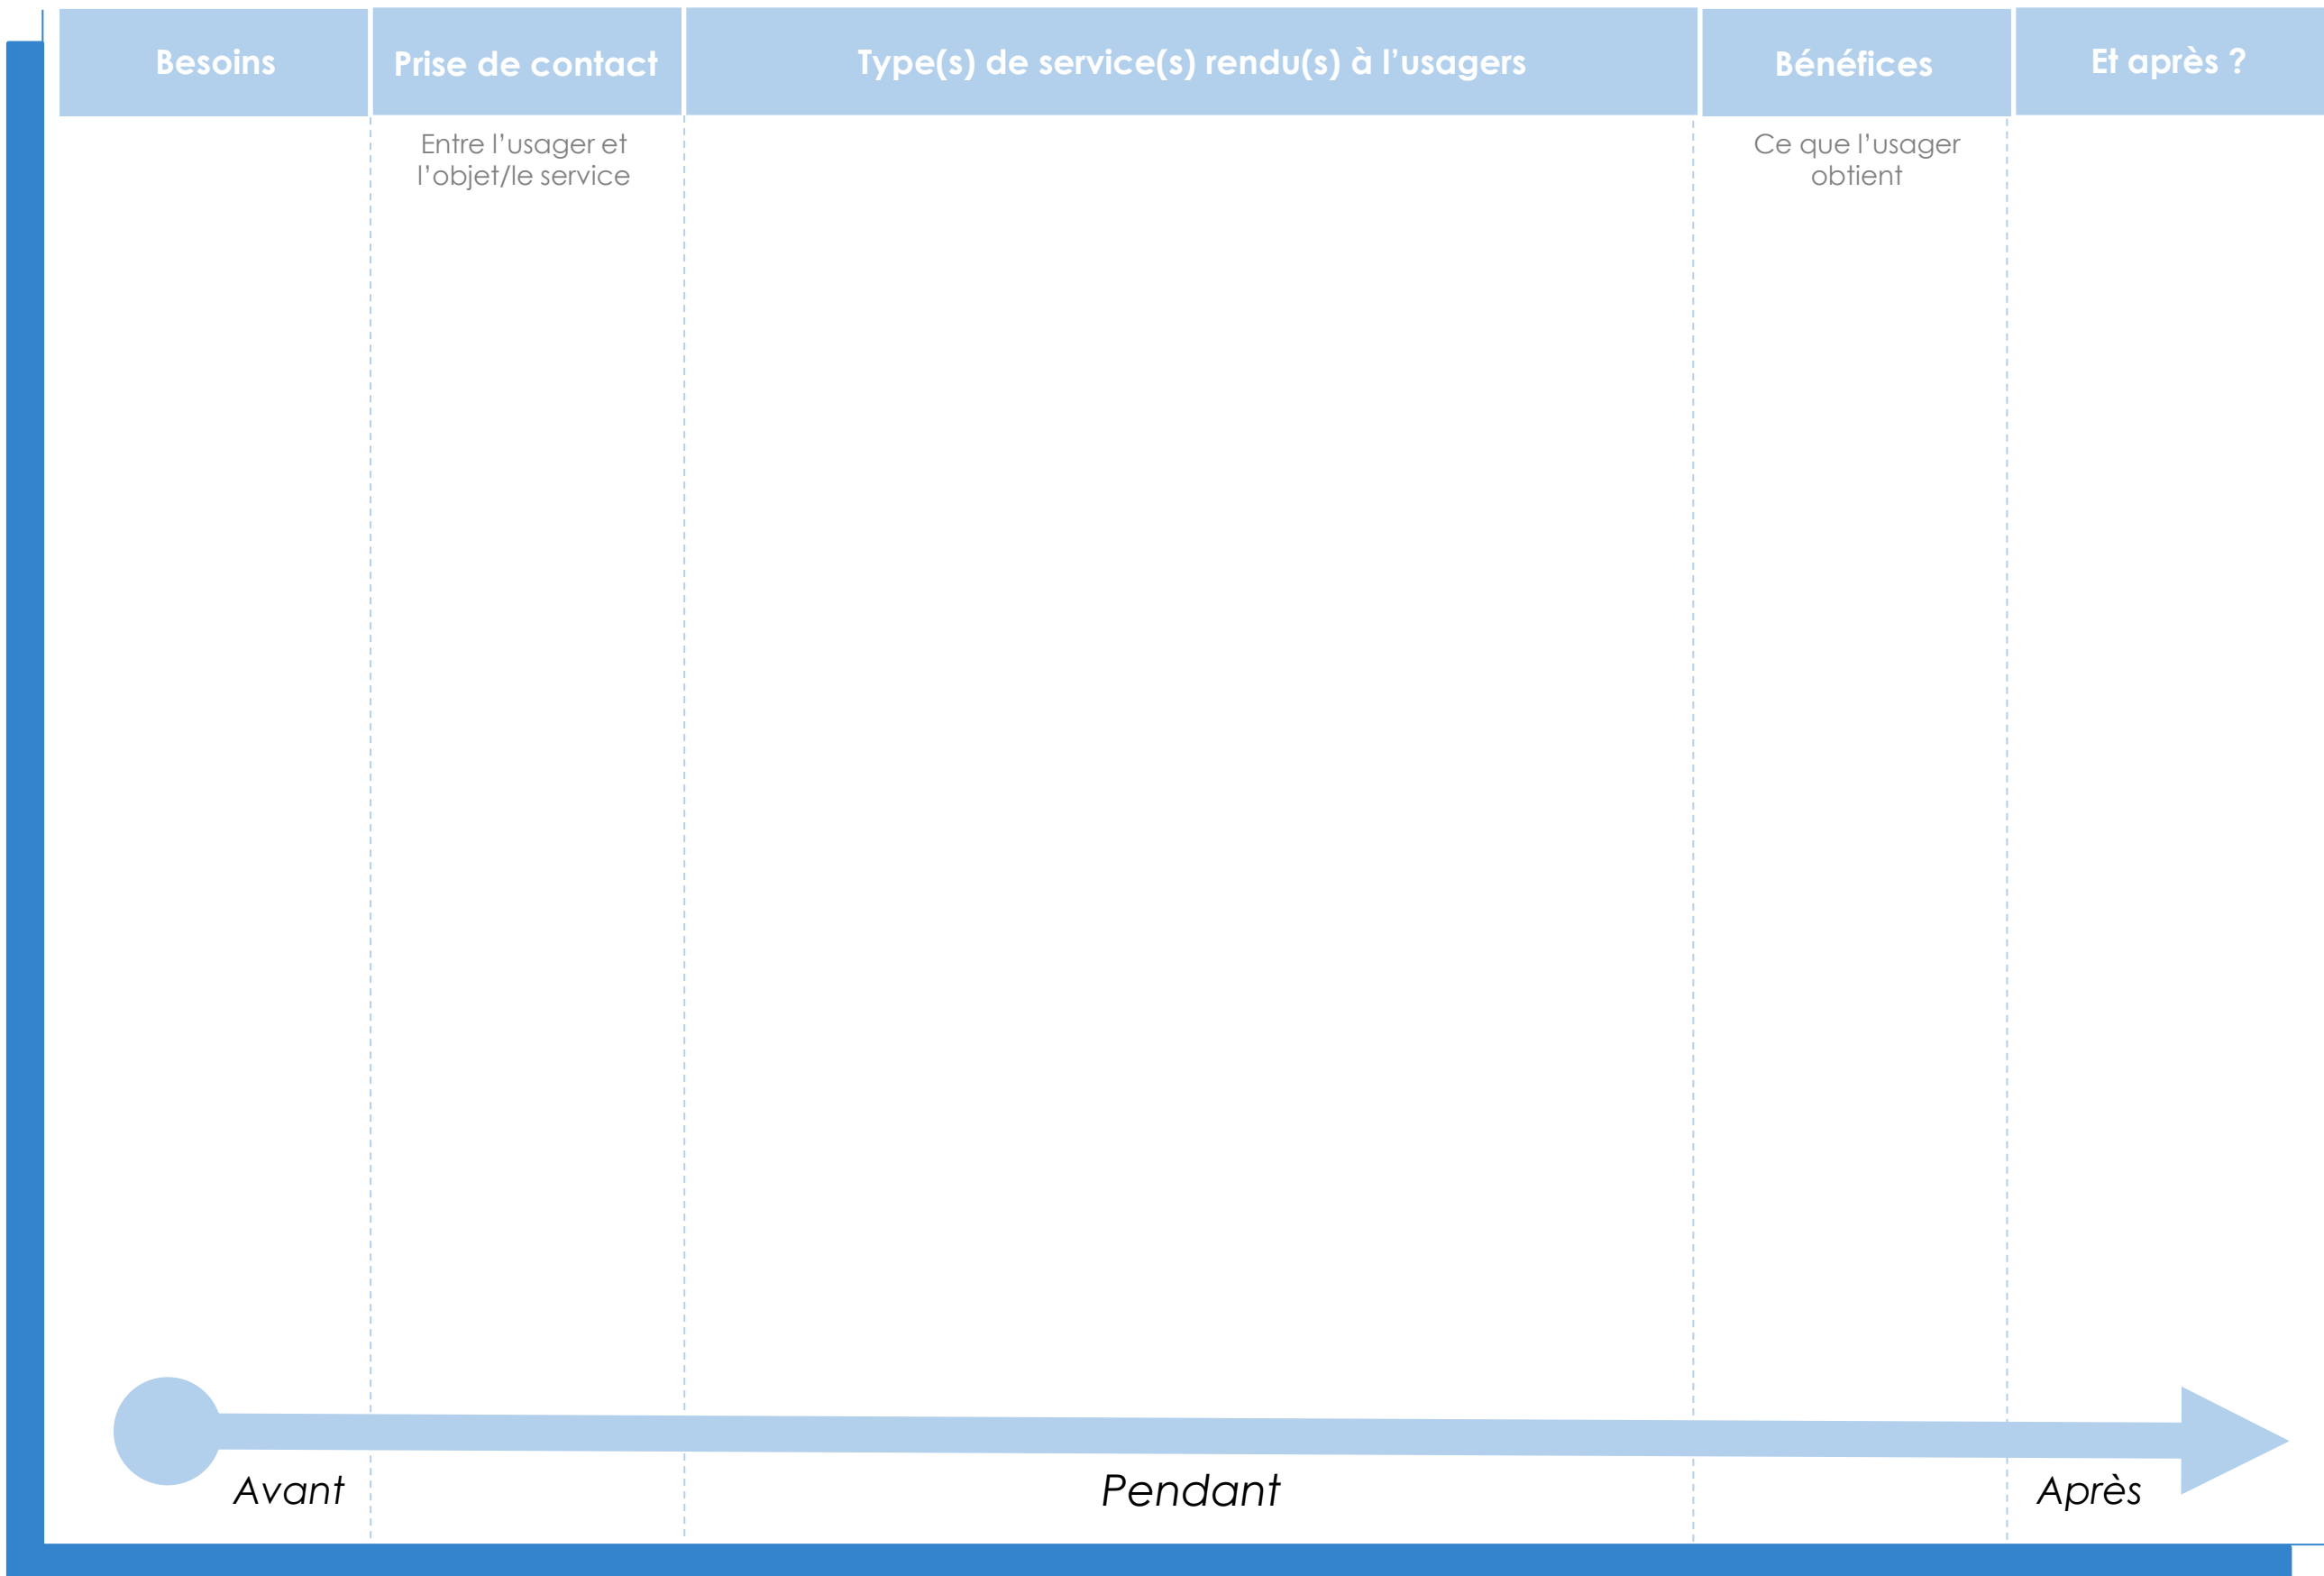 Besoins
Prise de contact
Type(s) de service(s) rendu(s) à l’usagers
Bénéfices
Et après ?
Entre l’usager et
l’objet/le service
Ce que l’usager
obtient
Avant
Pendant
Après